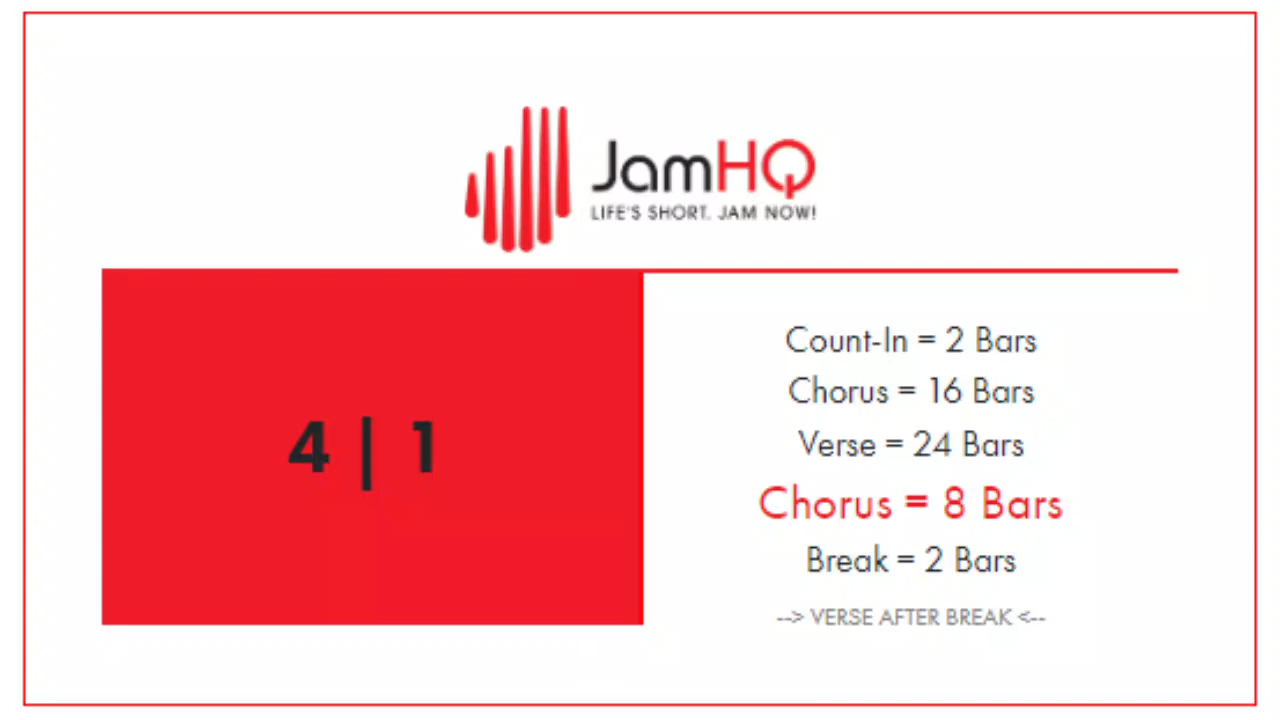 JamHQ
LIFE'S SHORT. JAM NOW!
4 | 1
Count-In = 2 Bars
Chorus = 16 Bars
Verse = 24 Bars
Chorus = 8 Bars
Break = 2 Bars
--> VERSE AFTER BREAK <--